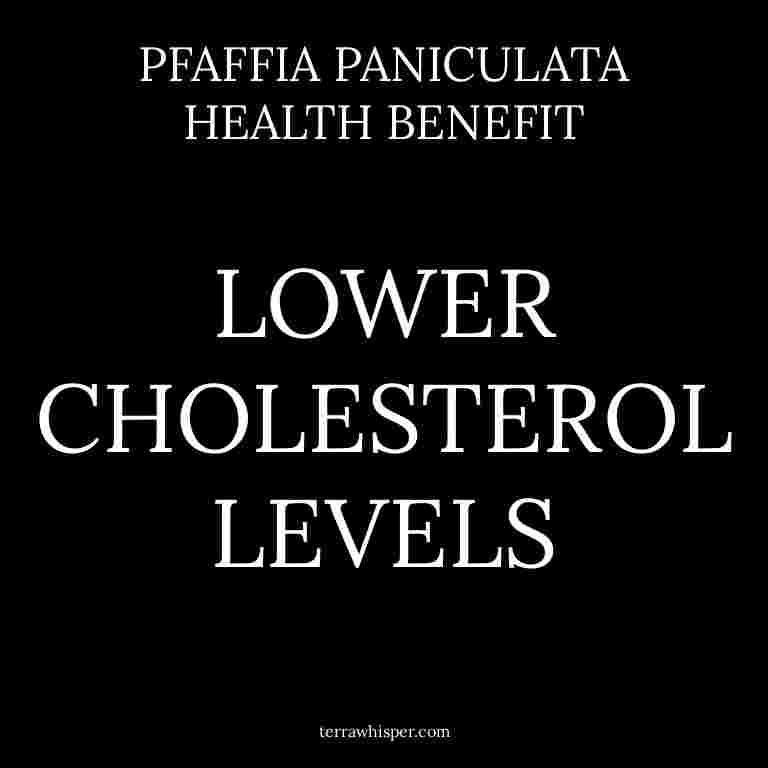 PFAFFIA PANICULATA
HEALTH BENEFIT
LOWER
CHOLESTEROL
LEVELS
terrawhisper.com